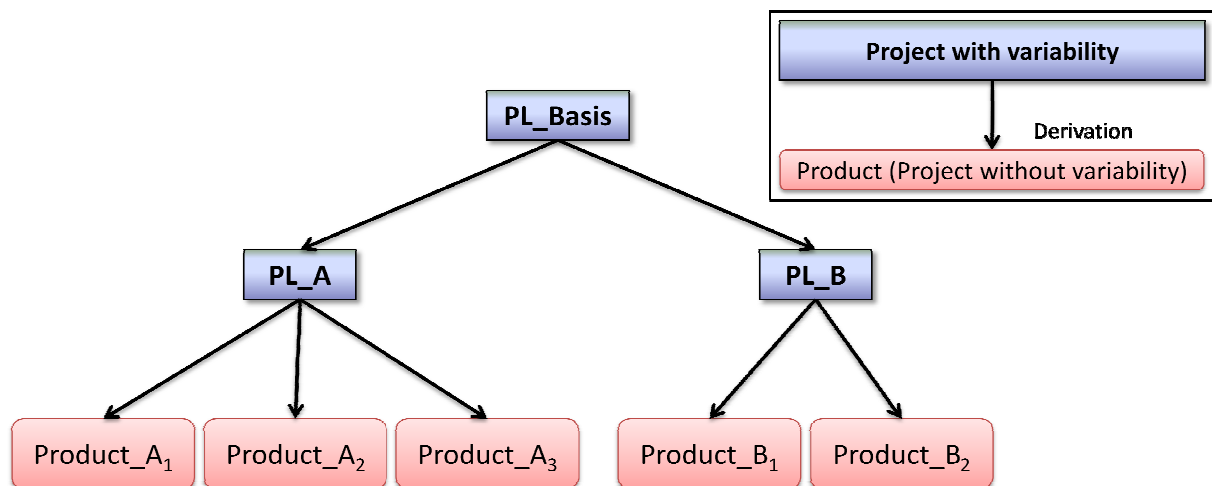 Project with variability
Derivation
Product (Project without variability)
PL_Basis
PL_A
PL_B
Product_A₁
Product_A₂
Product_A₃
Product_B₁
Product_B₂